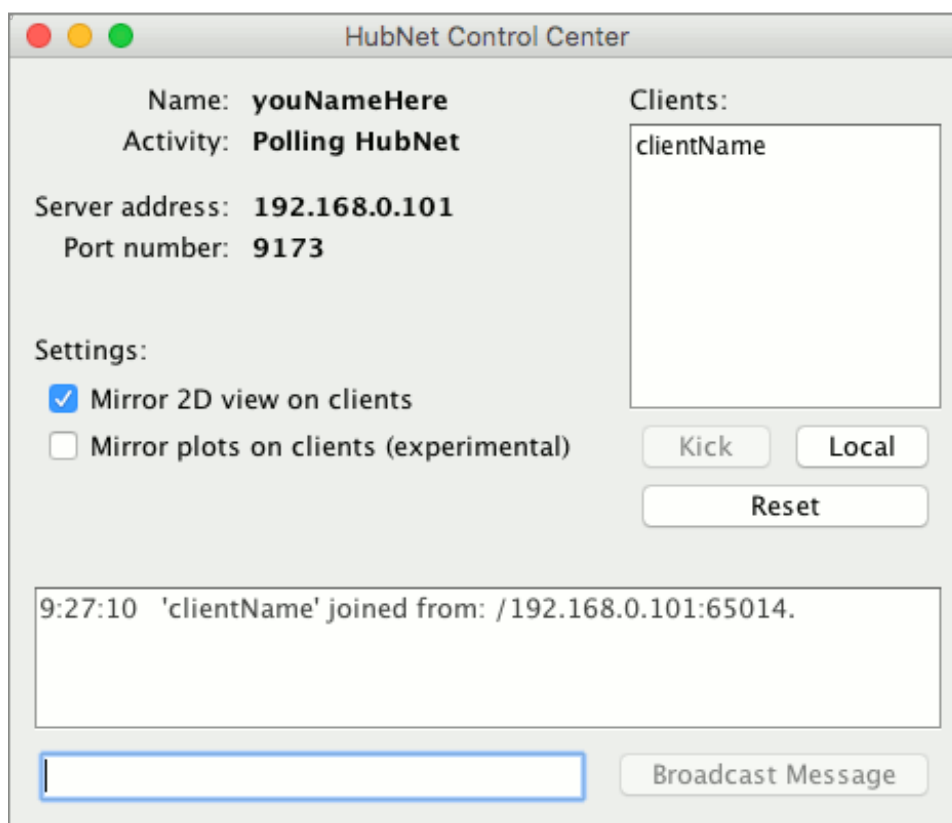 HubNet Control Center
Name: youNameHere
Activity: Polling HubNet
Server address: 192.168.0.101
Port number: 9173
Clients:
clientName
Settings:
Mirror 2D view on clients
Mirror plots on clients (experimental)
Kick
Local
Reset
9:27:10 'clientName' joined from: /192.168.0.101:65014.
Broadcast Message